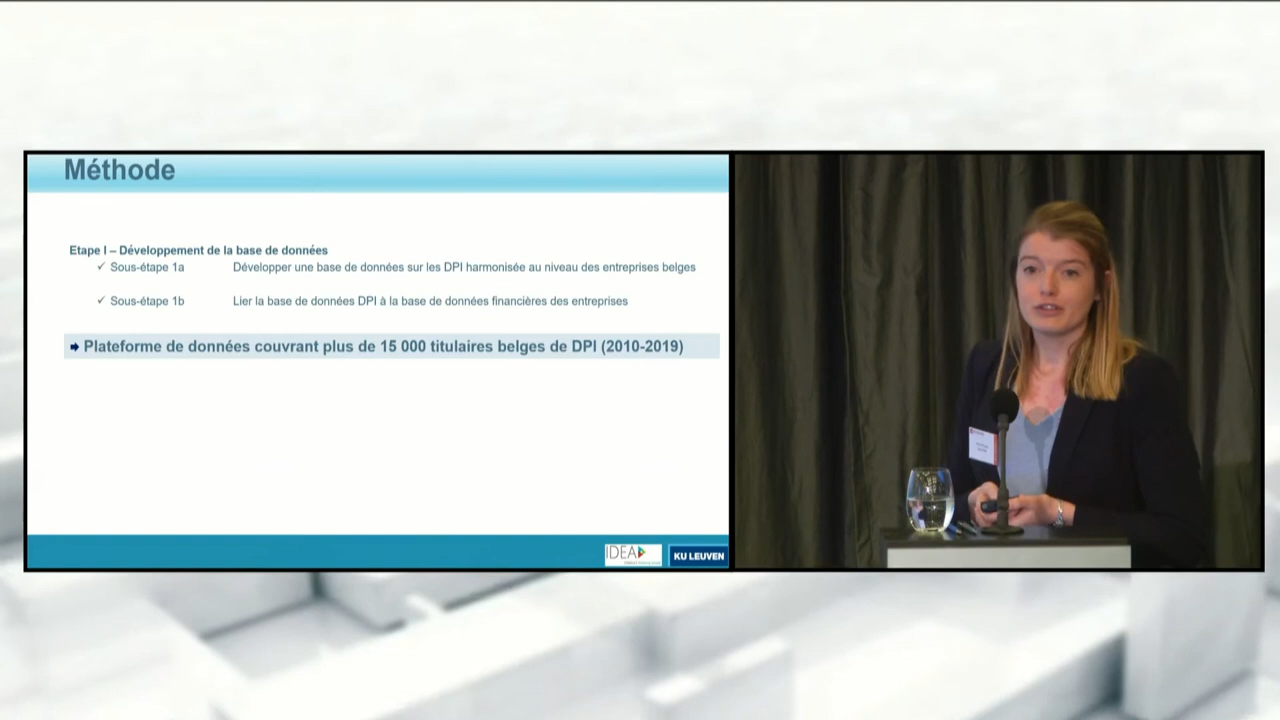 Méthode
Etape I – Développement de la base de données
✓ Sous-étape 1a Développer une base de données sur les DPI harmonisée au niveau des entreprises belges
✓ Sous-étape 1b Lier la base de données DPI à la base de données financières des entreprises
Plateforme de données couvrant plus de 15 000 titulaires belges de DPI (2010-2019)
IDEA
KU LEUVEN